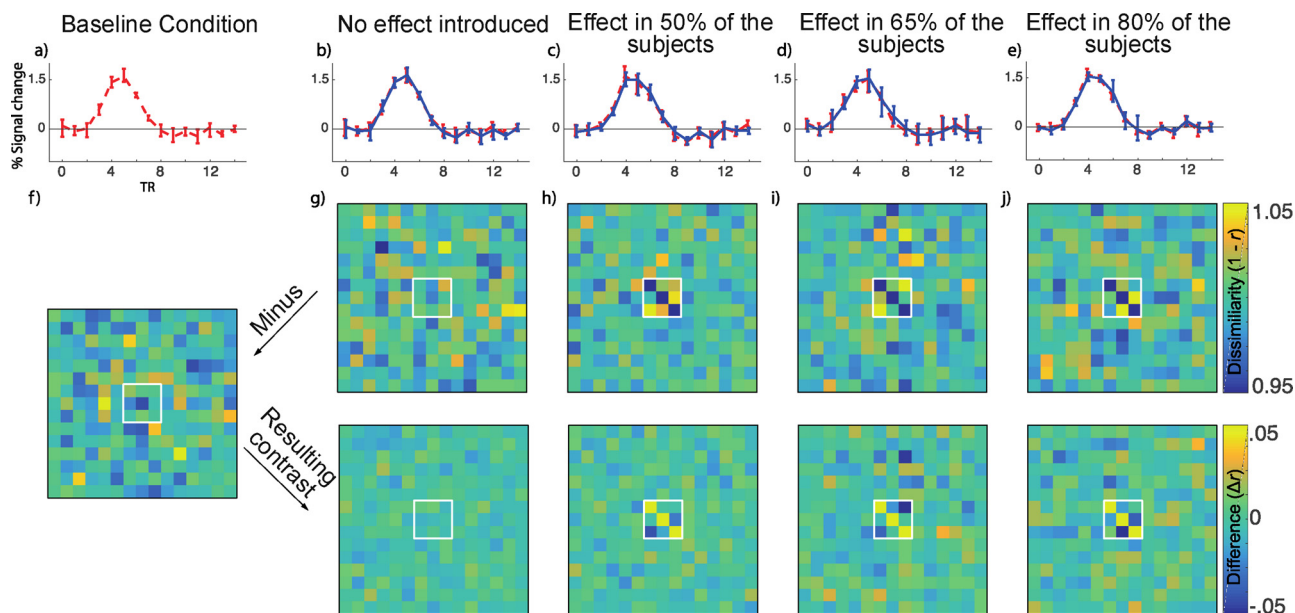 Baseline Condition
No effect introduced
Effect in 50% of the
subjects
Effect in 65% of the
subjects
Effect in 80% of the
subjects
a)
b)
c)
d)
e)
% Signal change
1.5
0
1.5
0
1.5
0
1.5
0
1.5
0
0 4 8 12
TR
0 4 8 12
0 4 8 12
0 4 8 12
0 4 8 12
f)
g)
h)
i)
j)
1.05
Dissimiliarity (1 - r)
0.95
Minus
Resulting
contrast
.05
0
Difference (Δr)
-.05